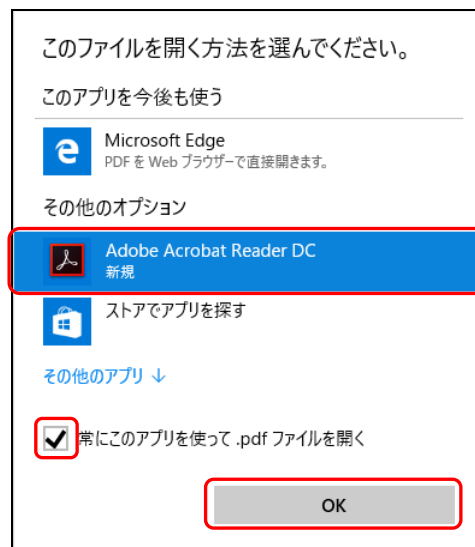 このファイルを開く方法を選んでください。
このアプリを今後も使う
Microsoft Edge
PDF を Web ブラウザーで直接開きます。
その他のオプション
Adobe Acrobat Reader DC
新規
ストアでアプリを探す
その他のアプリ ↓
常にこのアプリを使って .pdf ファイルを開く
OK